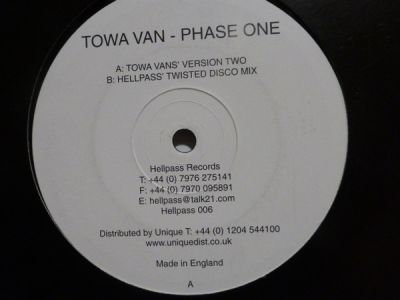 TOWA VAN - PHASE ONE
A: TOWA VANS' VERSION TWO
B: HELLPASS' TWISTED DISCO MIX
Hellpass Records
T: +44 (0) 7976 275141
F: +44 (0) 7970 095891
E: hellpass@talk21.com
Hellpass 006
Distributed by Unique T: +44 (0) 1204 544100
www.uniquedist.co.uk
Made in England
A